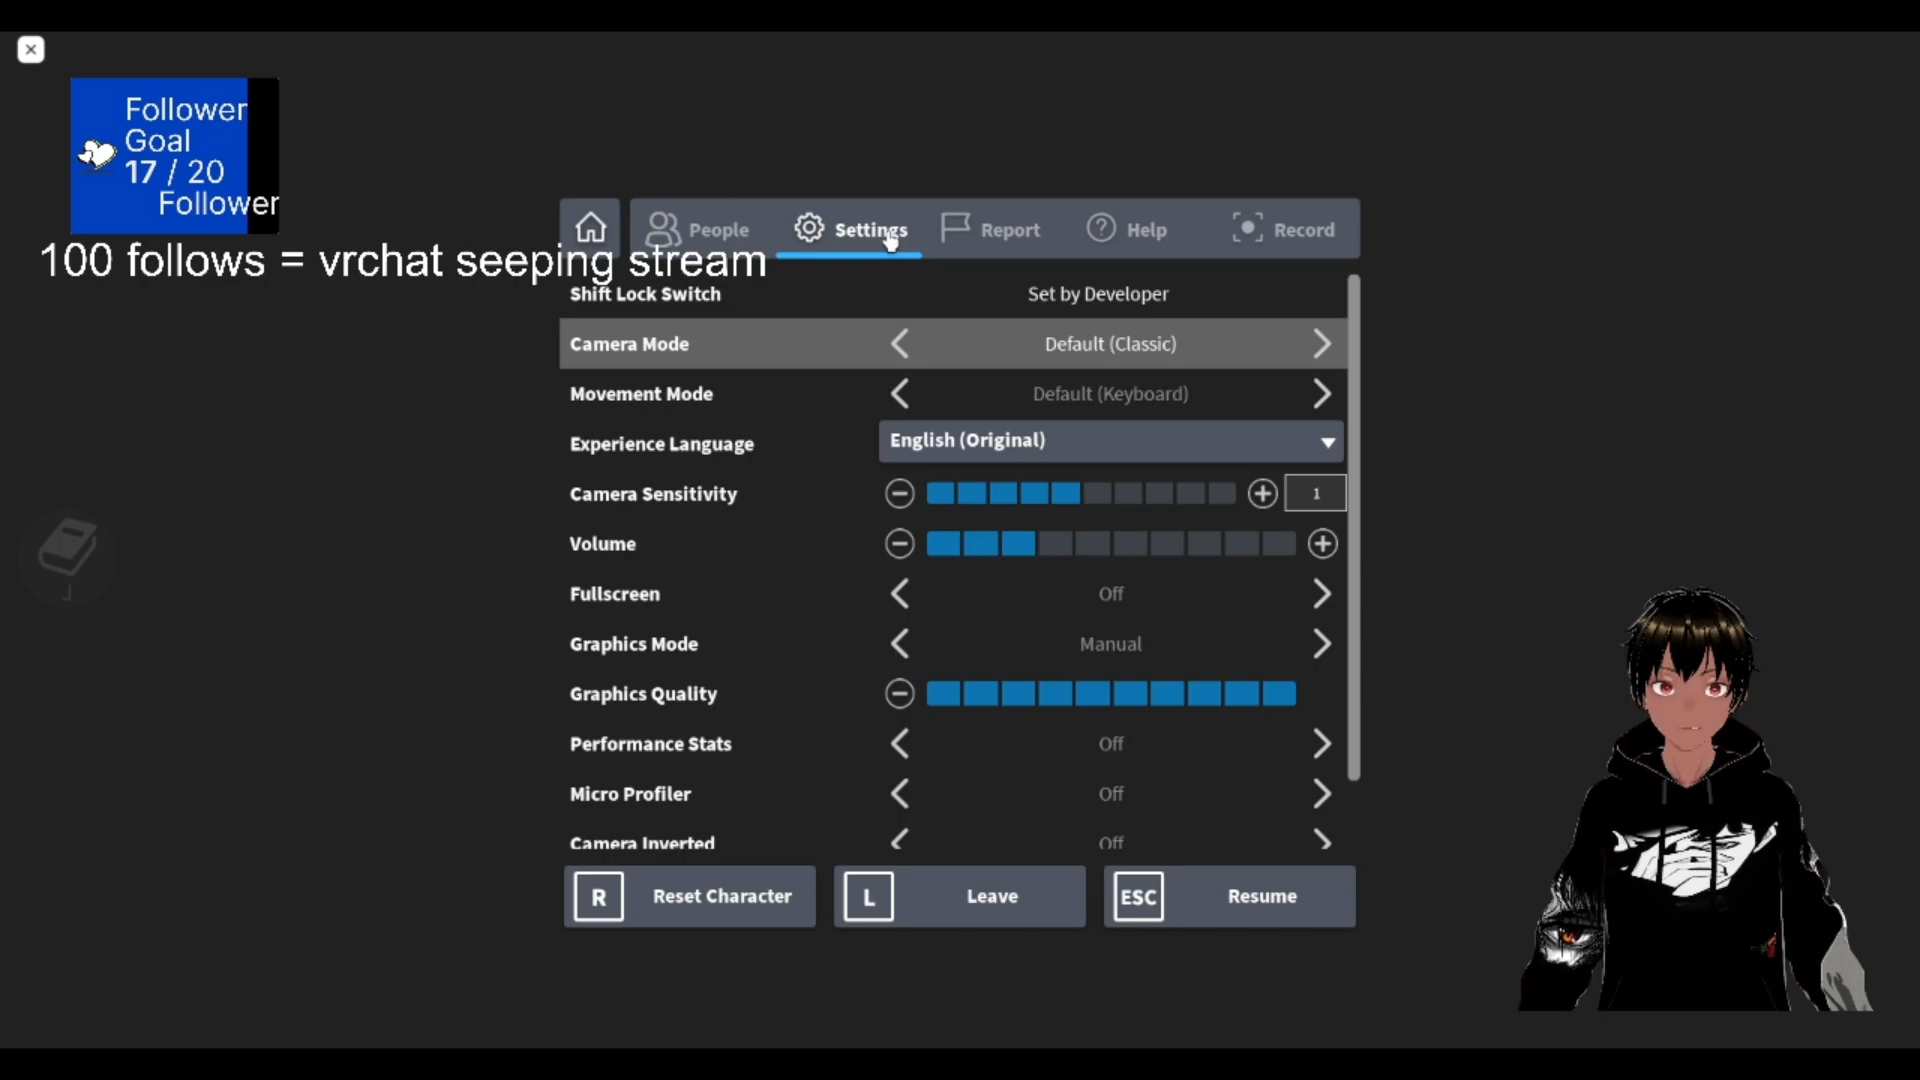 Follower
Goal
17 / 20
Follower
100 follows = vrchat seeping stream
People Settings Report Help Record
Shift Lock Switch Set by Developer
Camera Mode Default (Classic)
Movement Mode Default (Keyboard)
Experience Language English (Original)
Camera Sensitivity 1
Volume
Fullscreen Off
Graphics Mode Manual
Graphics Quality
Performance Stats Off
Micro Profiler Off
Camera Inverted Off
R Reset Character L Leave ESC Resume
J